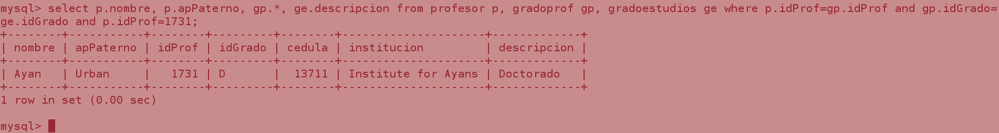 mysql> select p.nombre, p.apPaterno, gp.*, ge.descripcion from profesor p, gradoprof gp, gradoestudios ge where p.idProf=gp.idProf and gp.idGrado=
ge.idGrado and p.idProf=1731;
+--------+-----------+--------+---------+--------+---------------------+-------------+
| nombre | apPaterno | idProf | idGrado | cedula | institucion         | descripcion |
+--------+-----------+--------+---------+--------+---------------------+-------------+
| Ayan   | Urban     |   1731 | D       |  13711 | Institute for Ayans | Doctorado   |
+--------+-----------+--------+---------+--------+---------------------+-------------+
1 row in set (0.00 sec)
mysql>